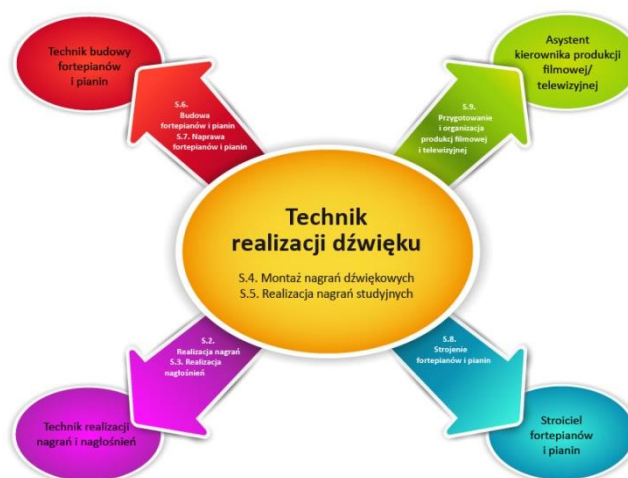 Technik budowy
fortepianów
i pianin
Asystent
kierownika produkcji
filmowej/
telewizyjnej
S.6.
Budowa
fortepianów i pianin
S.7. Naprawa
fortepianów i pianin
S.9.
Przygotowanie
i organizacja
produkcj filmowej
i telewizyjnej
Technik
realizacji dźwięku
S.4. Montaż nagrań dźwiękowych
S.5. Realizacja nagrań studyjnych
S.2.
Realizacja nagrań
S.3. Realizacja
nagłośnień
S.8.
Strojenie
fortepianów i pianin
Technik realizacji
nagrań i nagłośnień
Stroiciel
fortepianów
i pianin